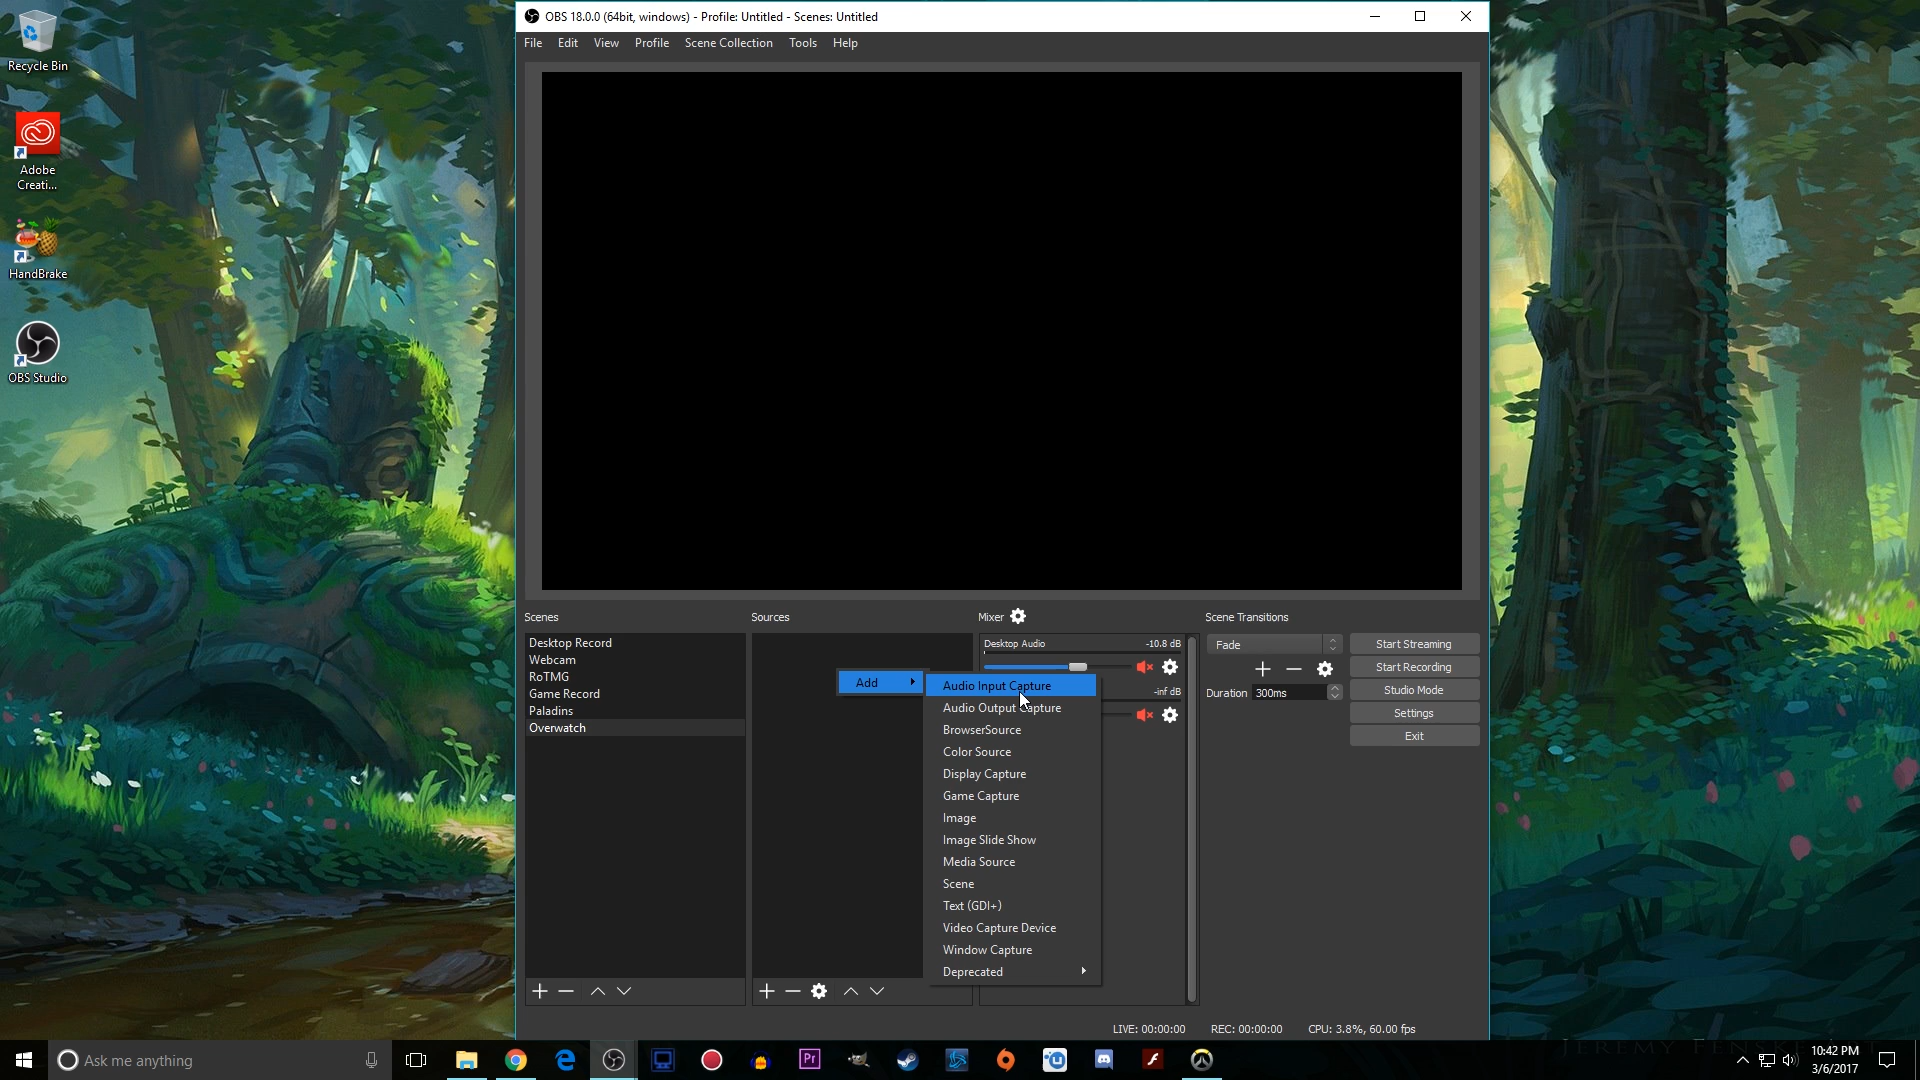 OBS 18.0.0 (64bit, windows) - Profile: Untitled - Scenes: Untitled
File Edit View Profile Scene Collection Tools Help
Recycle Bin
Adobe
Creati...
HandBrake
OBS Studio
Scenes
Desktop Record
Webcam
RoTMG
Game Record
Paladins
Overwatch
Sources
Add
Audio Input Capture
Audio Output Capture
BrowserSource
Color Source
Display Capture
Game Capture
Image
Image Slide Show
Media Source
Scene
Text (GDI+)
Video Capture Device
Window Capture
Deprecated
Mixer
Desktop Audio -10.8 dB
-inf dB
Scene Transitions
Fade
Duration 300ms
Start Streaming
Start Recording
Studio Mode
Settings
Exit
LIVE: 00:00:00 REC: 00:00:00 CPU: 3.8%, 60.00 fps
Ask me anything
Pr
JEREMY FENSKE
10:42 PM
3/6/2017